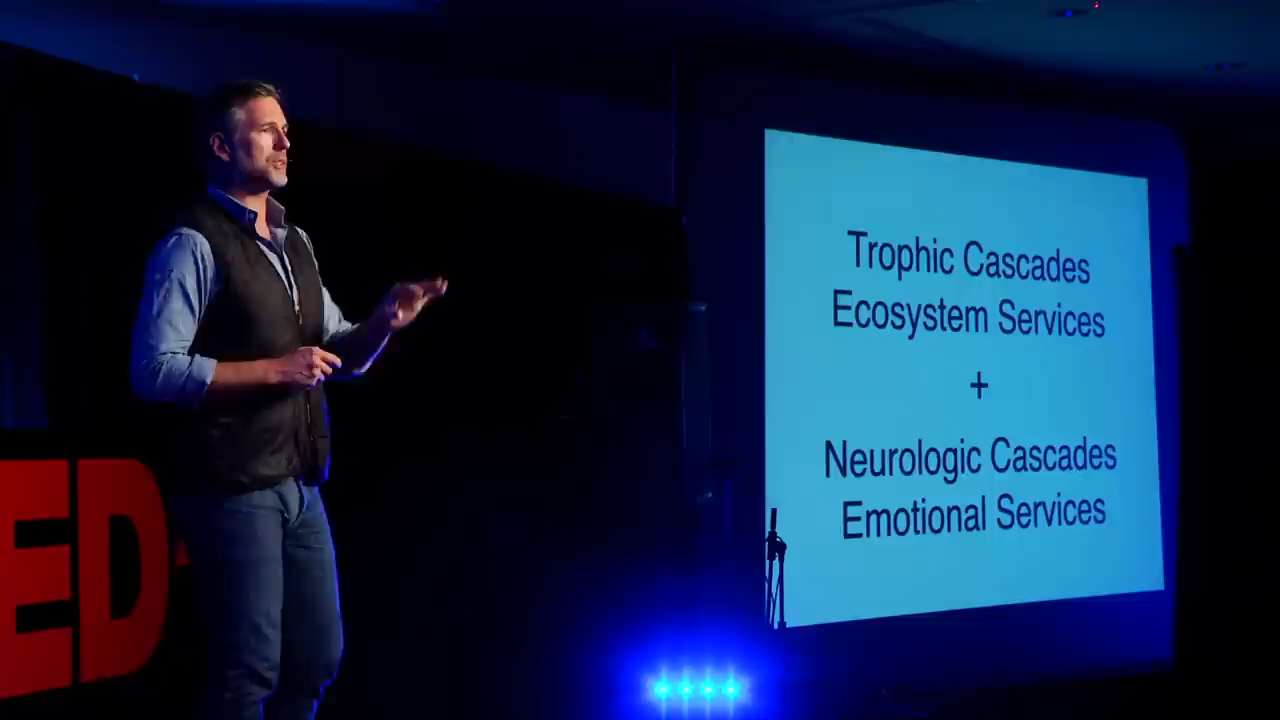 ED
Trophic Cascades
Ecosystem Services
+
Neurologic Cascades
Emotional Services